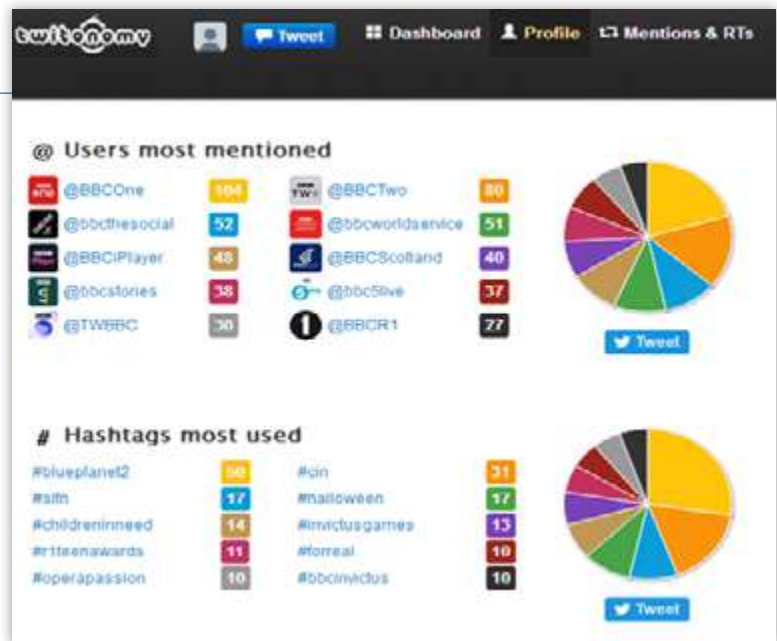 twitonomy Tweet Dashboard Profile Mentions & RTs
@ Users most mentioned
@BBCOne 104 @BBCTwo 80
@bbcthesocial 52 @bbcworldservice 51
@BBCiPlayer 48 @BBCScotland 40
@bbcstories 38 @bbc5live 37
@TWBBC 30 @BBCR1 27
Tweet
# Hashtags most used
#blueplanet2 50 #cin 31
17 #halloween 17
#childreninneed 14 #invictusgames 13
#r1teenawards 11 #forreal 10
#operapassion 10 #bbcinvictus 10
Tweet